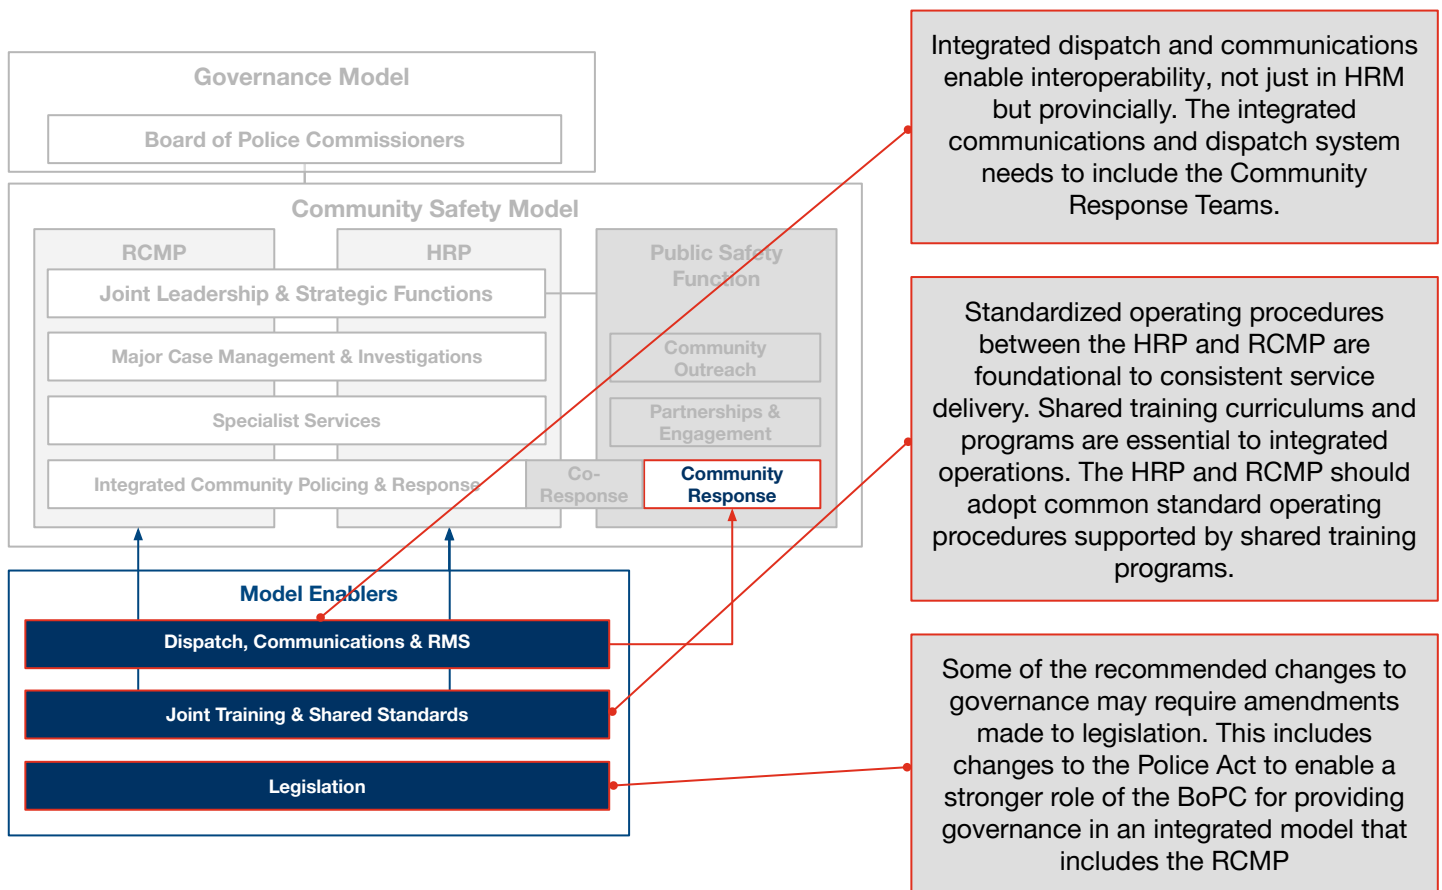 Governance Model
Board of Police Commissioners
Community Safety Model
RCMP
HRP
Public Safety
Function
Joint Leadership & Strategic Functions
Major Case Management & Investigations
Community
Outreach
Specialist Services
Partnerships &
Engagement
Integrated Community Policing & Response
Co-
Response
Community
Response
Model Enablers
Dispatch, Communications & RMS
Joint Training & Shared Standards
Legislation
Integrated dispatch and communications
enable interoperability, not just in HRM
but provincially. The integrated
communications and dispatch system
needs to include the Community
Response Teams.
Standardized operating procedures
between the HRP and RCMP are
foundational to consistent service
delivery. Shared training curriculums and
programs are essential to integrated
operations. The HRP and RCMP should
adopt common standard operating
procedures supported by shared training
programs.
Some of the recommended changes to
governance may require amendments
made to legislation. This includes
changes to the Police Act to enable a
stronger role of the BoPC for providing
governance in an integrated model that
includes the RCMP